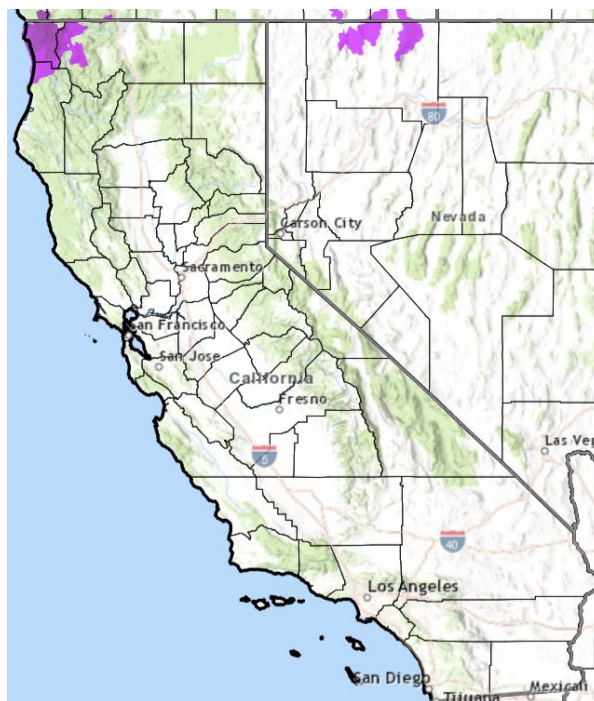 80
Carson City
Nevada
Sacramento
San Francisco
San Jose
California
Fresno
Las Veg
5
40
Los Angeles
San Diego
Mexicali
Tijuana